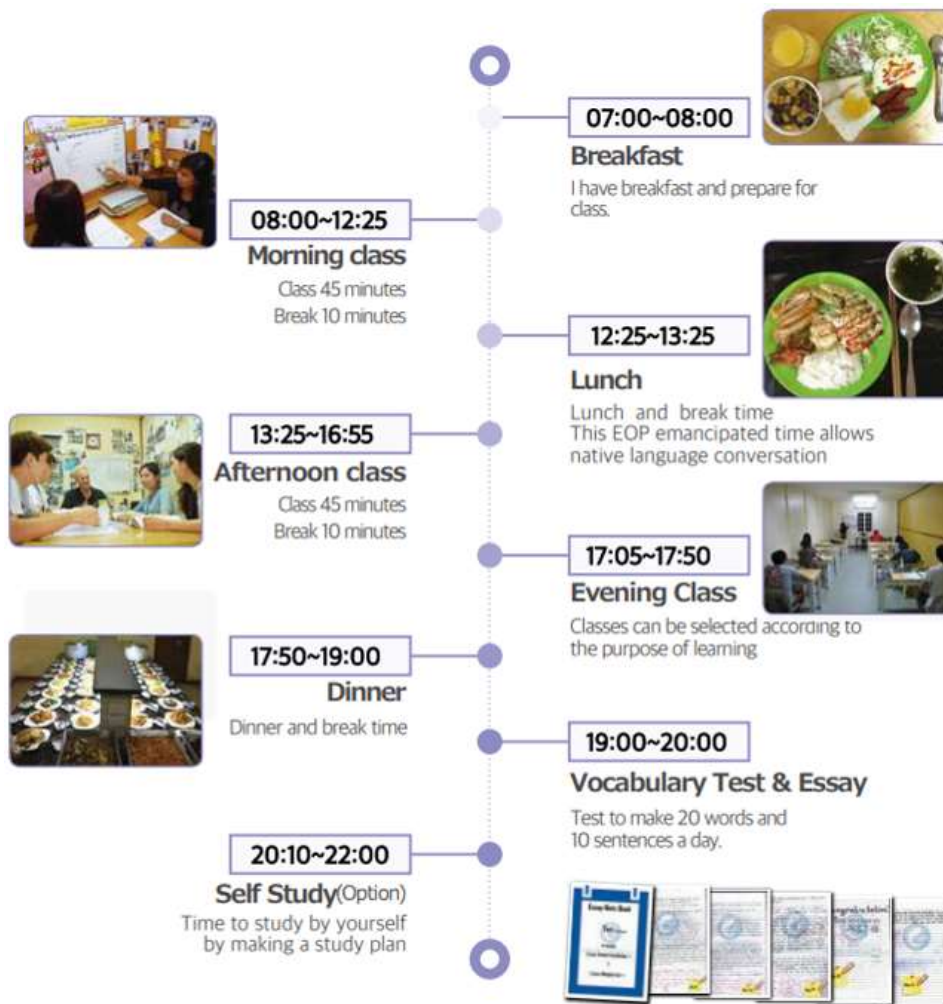 07:00~08:00
Breakfast
I have breakfast and prepare for
class.
08:00~12:25
Morning class
Class 45 minutes
Break 10 minutes
12:25~13:25
Lunch
Lunch and break time
This EOP emancipated time allows
native language conversation
13:25~16:55
Afternoon class
Class 45 minutes
Break 10 minutes
17:05~17:50
Evening Class
Classes can be selected according to
the purpose of learning
17:50~19:00
Dinner
Dinner and break time
19:00~20:00
Vocabulary Test & Essay
Test to make 20 words and
10 sentences a day.
20:10~22:00
Self Study(Option)
Time to study by yourself
by making a study plan
Essay Note Book